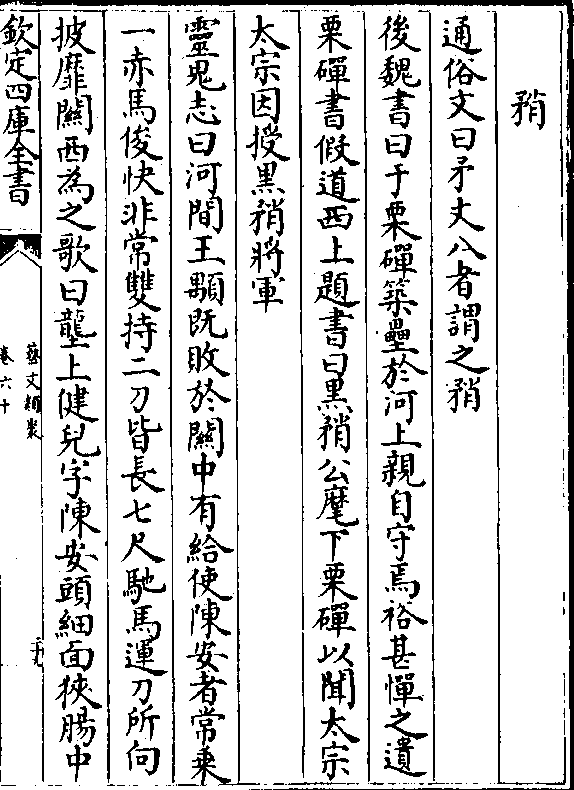 矟
通俗文曰矛丈八者謂之矟
後魏書曰于栗磾築壘於河上親自守焉裕甚憚之遺
栗磾書假道西上題書曰黑矟公麾下栗磾以聞太宗
太宗因授黑矟將軍
靈鬼志曰河間王顒既敗於關中有給使陳安者常乗
一赤馬俊快非常雙持二刀皆長七尺馳馬運刀所向
披靡關西為之歌曰壟上健兒字陳安頭細面狹腸中
欽定四庫全書
藝文類聚
卷六十
二九